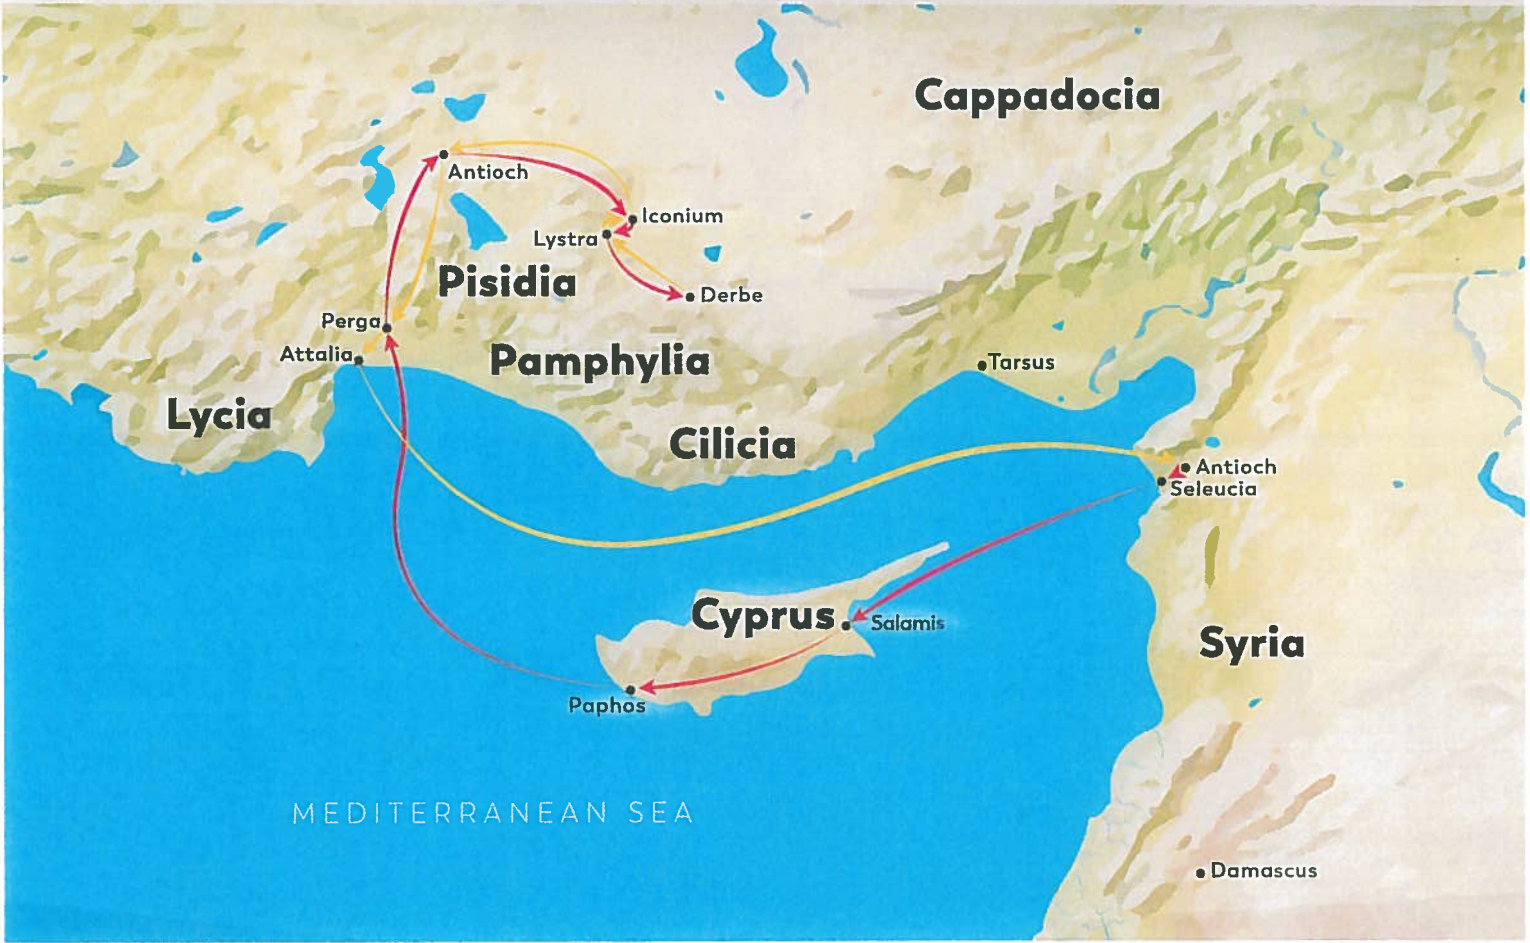 Cappadocia
Antioch
Iconium
Lystra
Pisidia
Derbe
Perga
Attalia
Pamphylia
Tarsus
Lycia
Cilicia
Antioch
Seleucia
Cyprus
Salamis
Syria
Paphos
MEDITERRANEAN SEA
Damascus